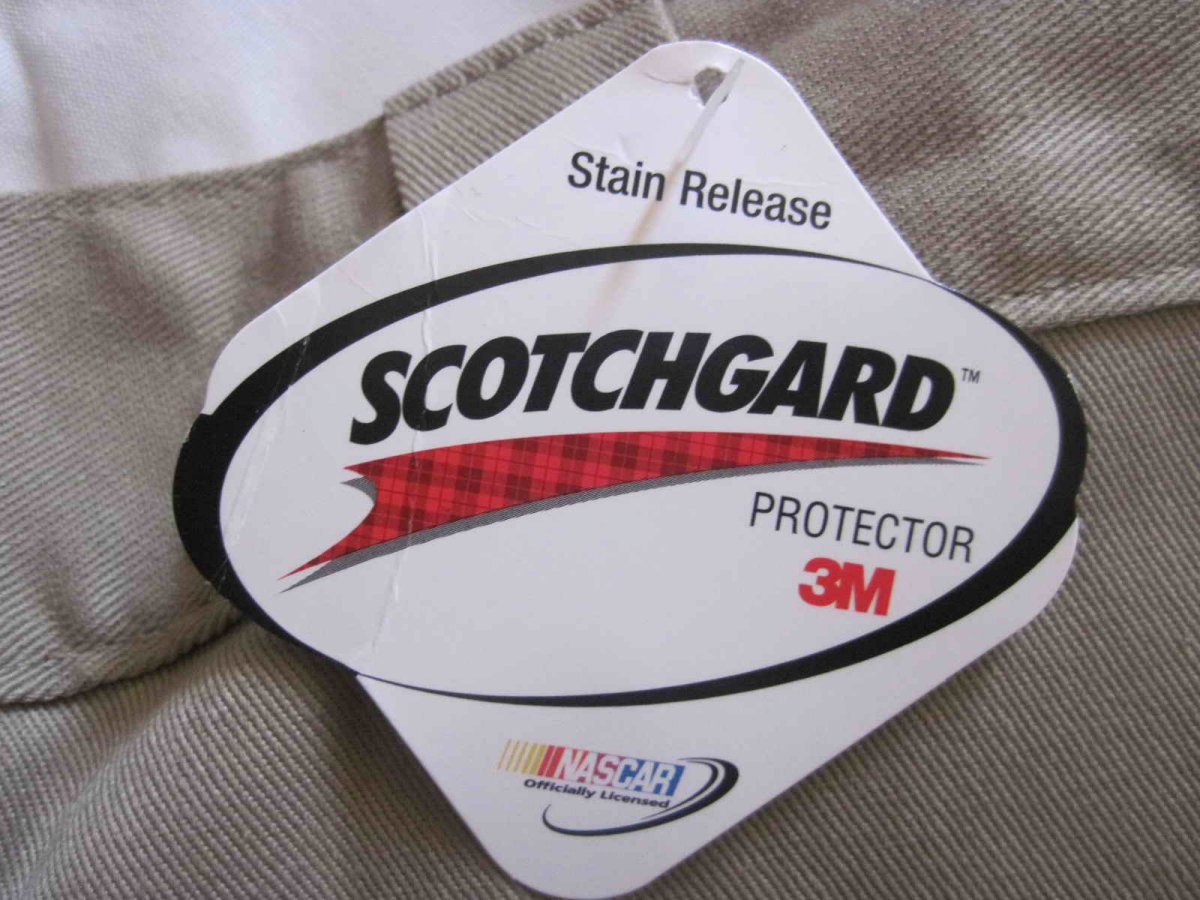 Stain Release
SCOTCHGARD™
PROTECTOR
3M
NASCAR
Officially Licensed